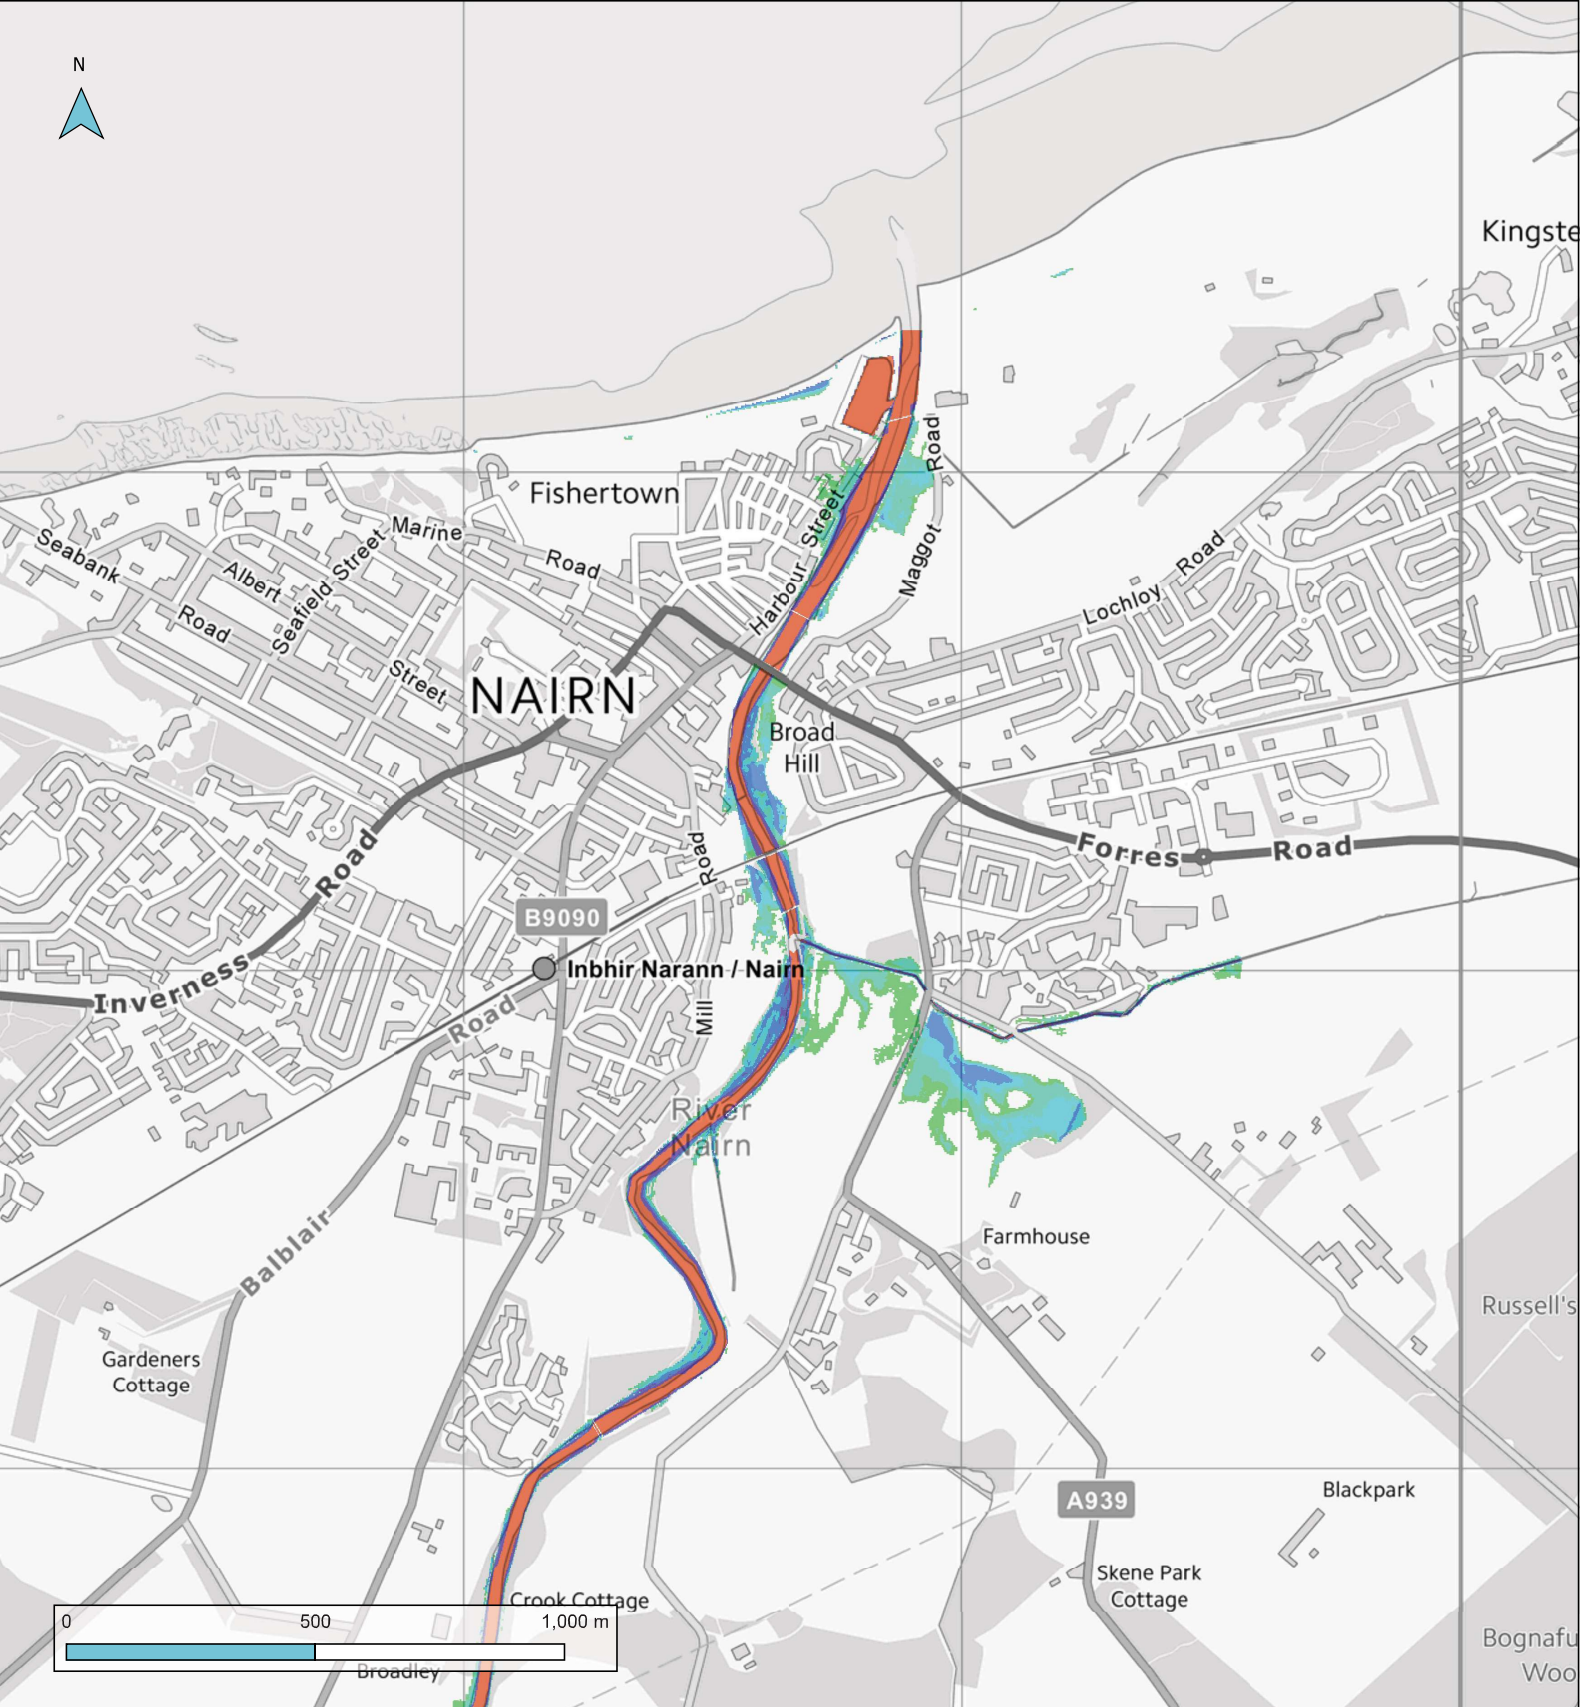 N
Kingste
Fishertown
Marine
Road
Seabank
Road
Albert
Street
Seafield Street
Harbour Street
Maggot
Road
Lochloy Road
NAIRN
Broad
Hill
Inverness Road
Forres Road
Mill
Road
B9090
Inbhir Narann / Nairn
Balblair Road
River
Nairn
Farmhouse
Russell's
Gardeners
Cottage
A939
Blackpark
Skene Park
Cottage
Crook Cottage
0 500 1,000 m
Broadley
Bognafu
Woo